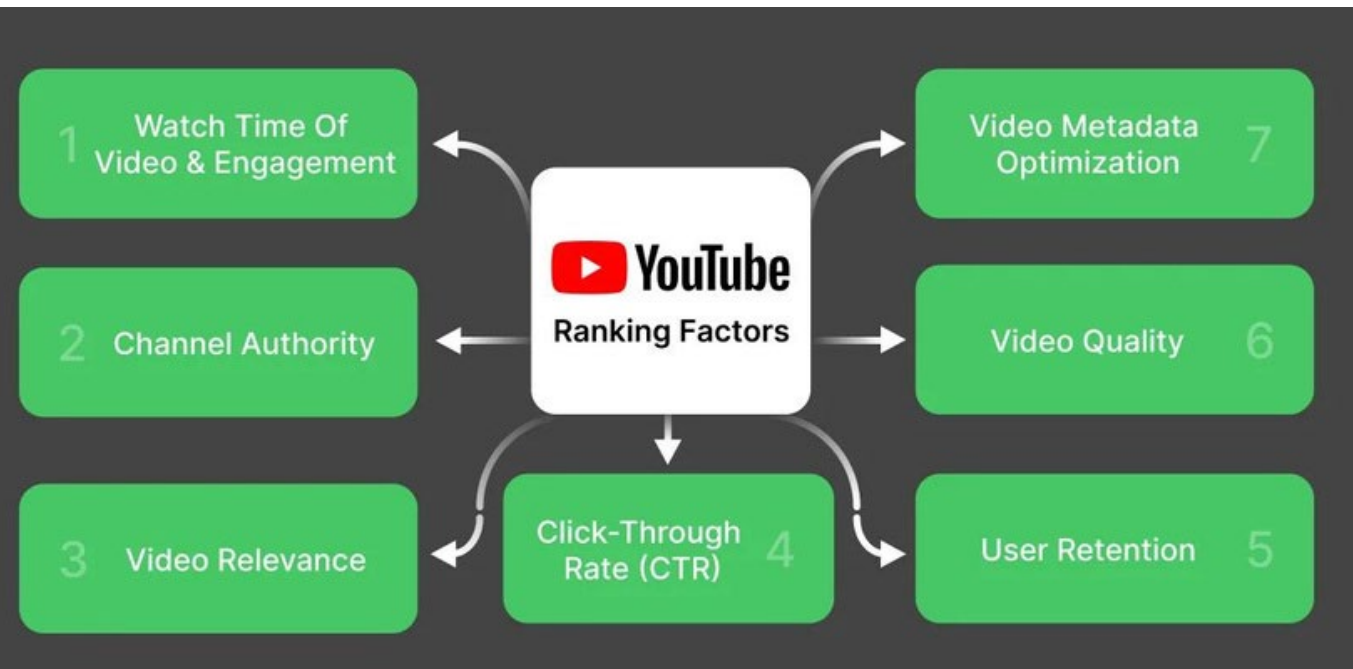 1
Watch Time Of
Video & Engagement
2
Channel Authority
3
Video Relevance
YouTube
Ranking Factors
Click-Through
Rate (CTR)
4
Video Metadata
Optimization
7
Video Quality
6
User Retention
5